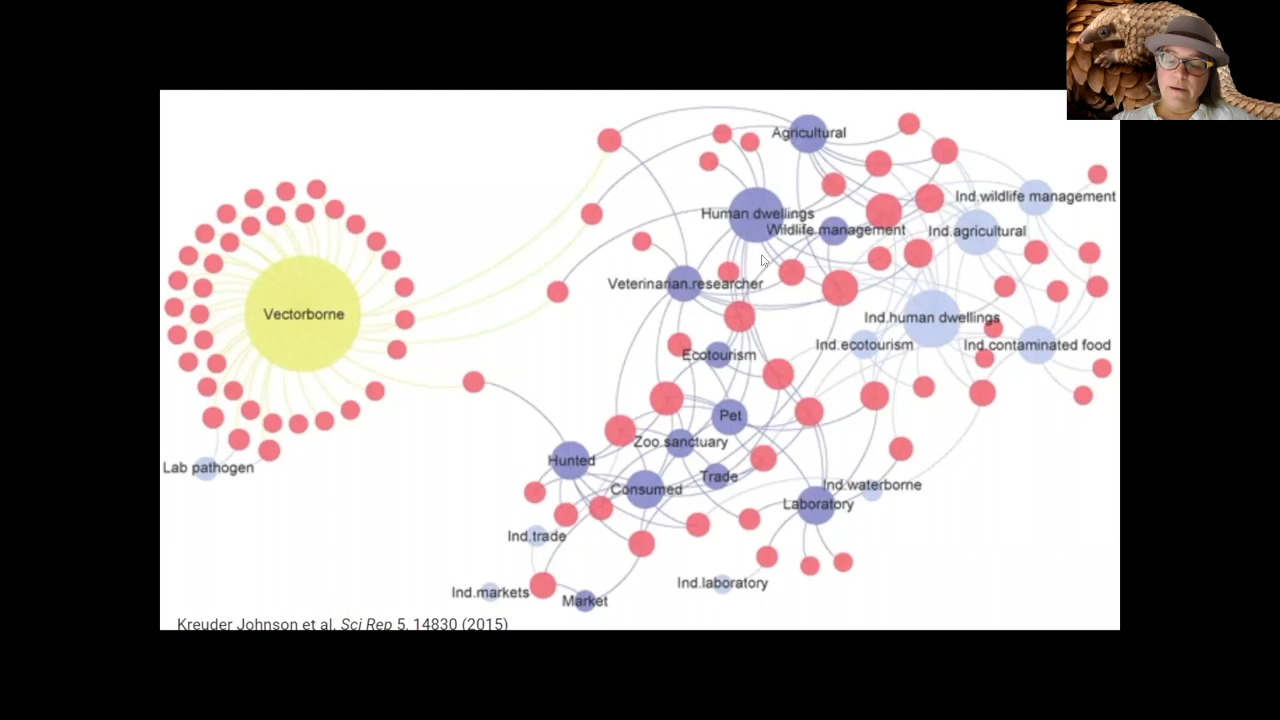 Agricultural
Ind.wildlife management
Human dwellings
Wildlife management
Ind.agricultural
Veterinarian.researcher
Vectorborne
Ind.human dwellings
Ind.ecotourism
Ind.contaminated food
Ecotourism
Pet
Zoo.sanctuary
Hunted
Lab pathogen
Trade
Consumed
Ind.waterborne
Laboratory
Ind.trade
Ind.laboratory
Ind.markets
Market
Kreuder Johnson et al. Sci Rep 5, 14830 (2015)